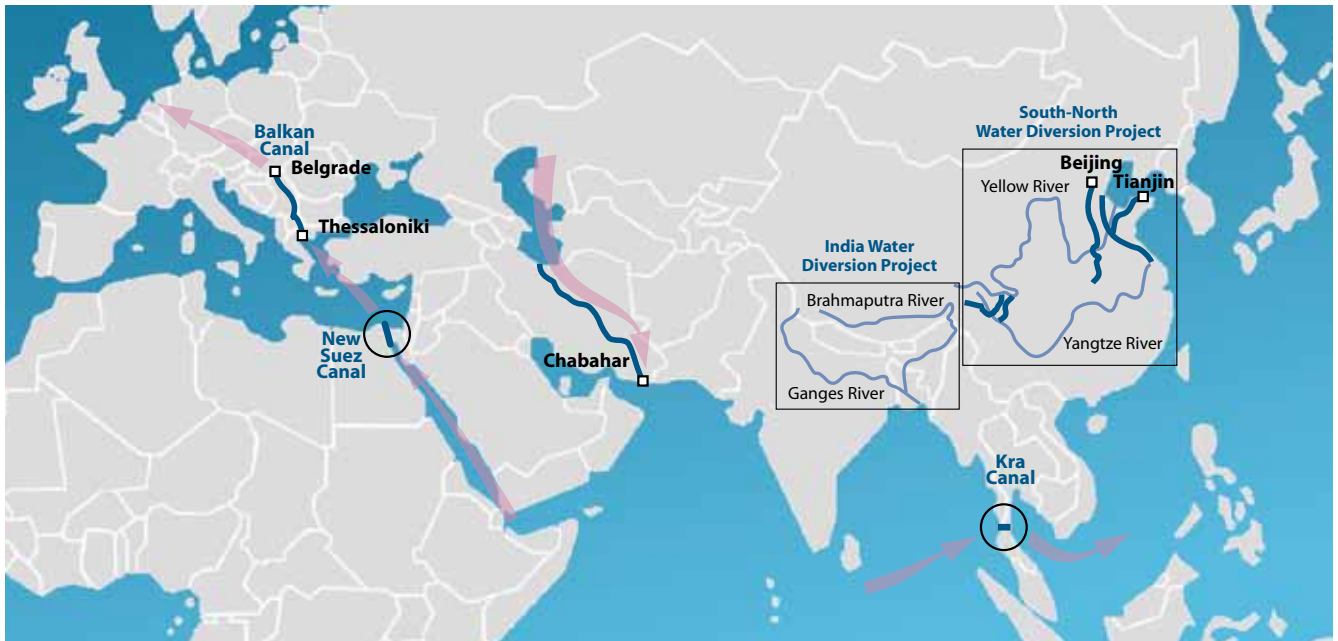 Balkan
Canal
Belgrade
Thessaloniki
New
Suez
Canal
Chabahar
India Water
Diversion Project
Brahmaputra River
Ganges River
South-North
Water Diversion Project
Beijing
Tianjin
Yellow River
Yangtze River
Kra
Canal